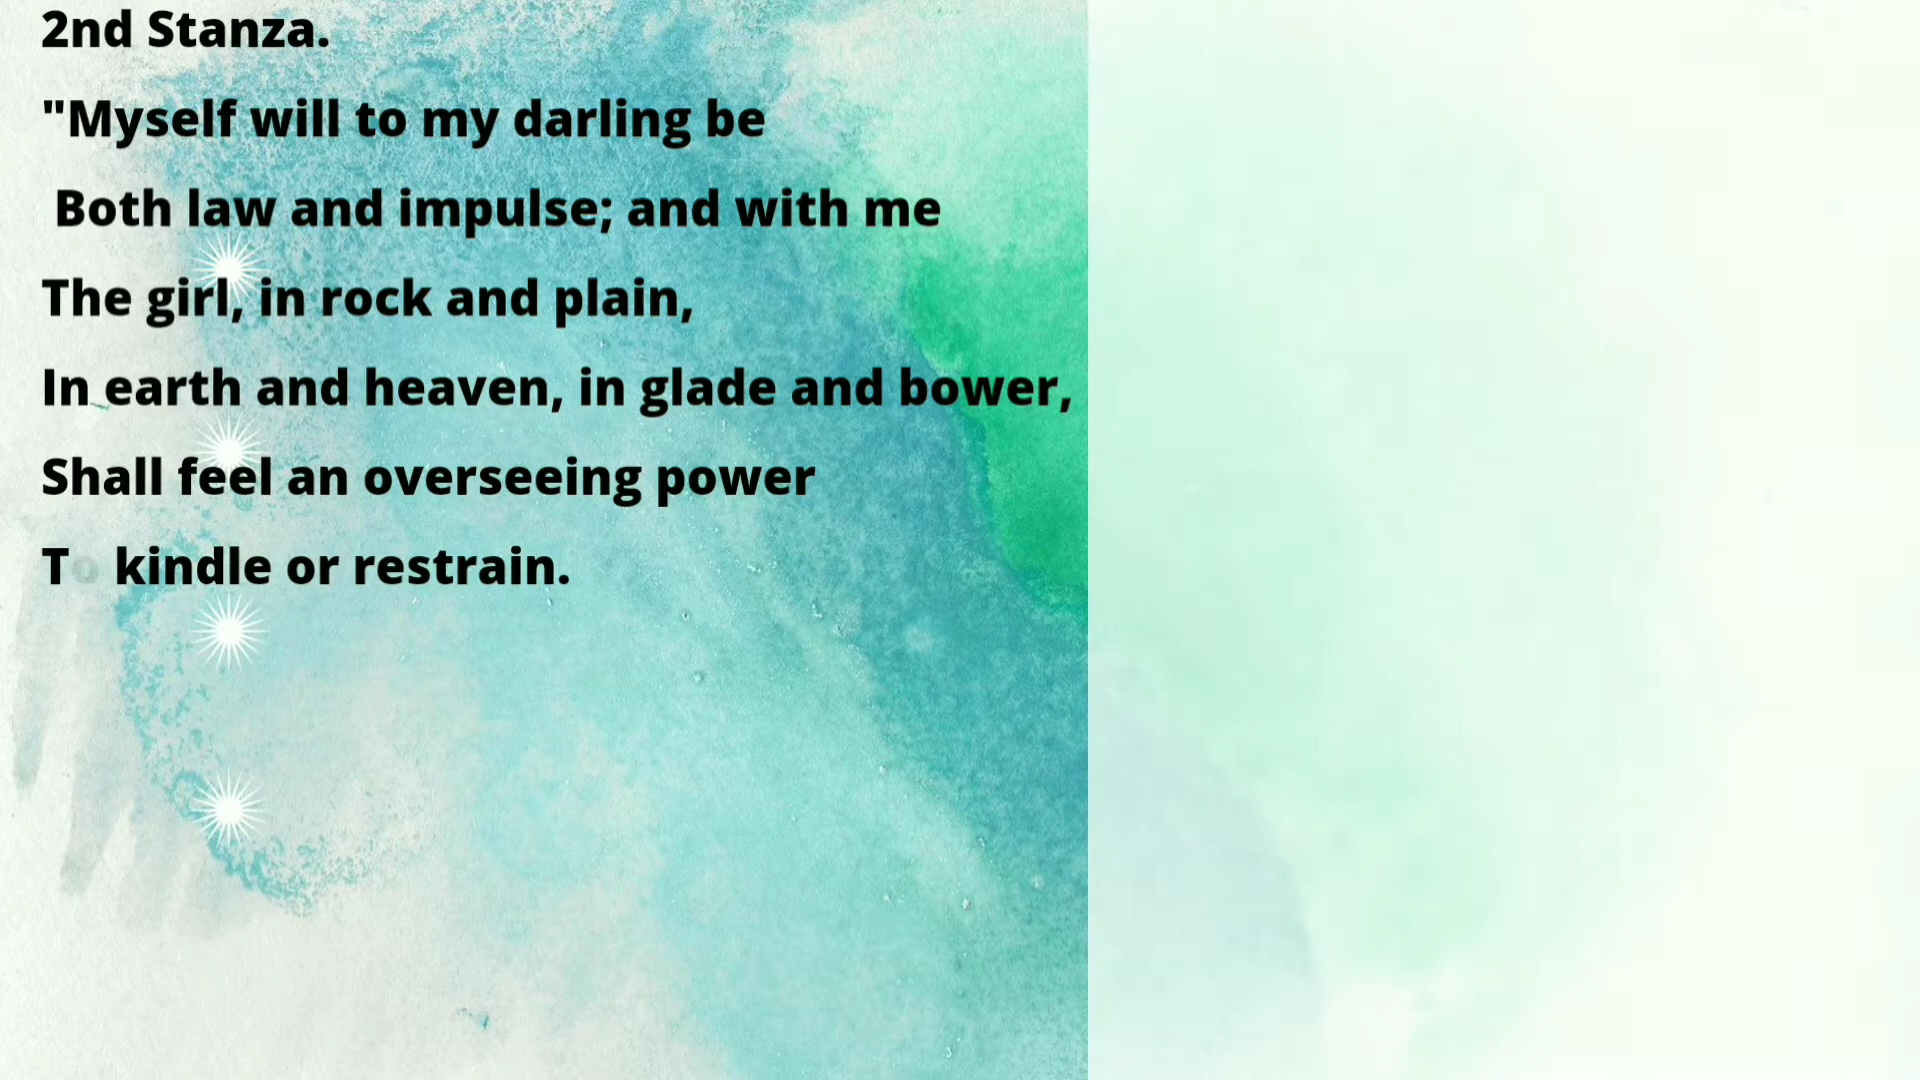 2nd Stanza.
"Myself will to my darling be
Both law and impulse; and with me
The girl, in rock and plain,
In earth and heaven, in glade and bower,
Shall feel an overseeing power
To kindle or restrain.